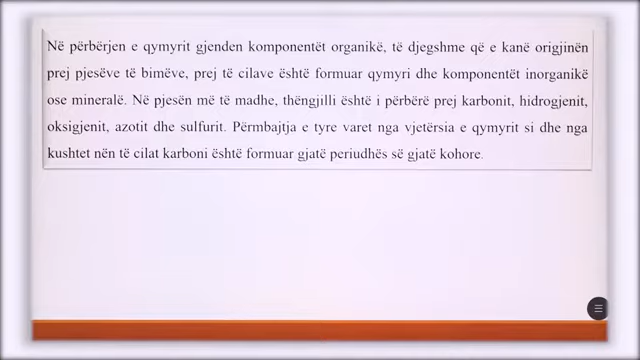 Në përbërjen e qymyrit gjenden komponentët organikë, të djegshme që e kanë origjinën
prej pjesëve të bimëve, prej të cilave është formuar qymyri dhe komponentët inorganikë
ose mineralë. Në pjesën më të madhe, thëngjilli është i përbërë prej karbonit, hidrogjenit,
oksigjenit, azotit dhe sulfurit. Përmbajtja e tyre varet nga vjetërsia e qymyrit si dhe nga
kushtet nën të cilat karboni është formuar gjatë periudhës së gjatë kohore.